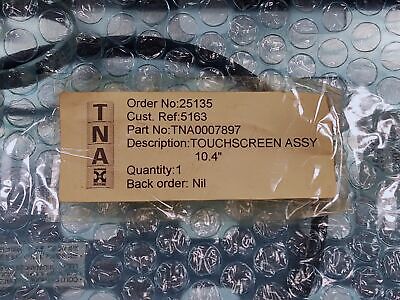 TNA
Order No:25135
Cust. Ref:5163
Part No:TNA0007897
Description:TOUCHSCREEN ASSY
10.4"
Quantity:1
Back order: Nil